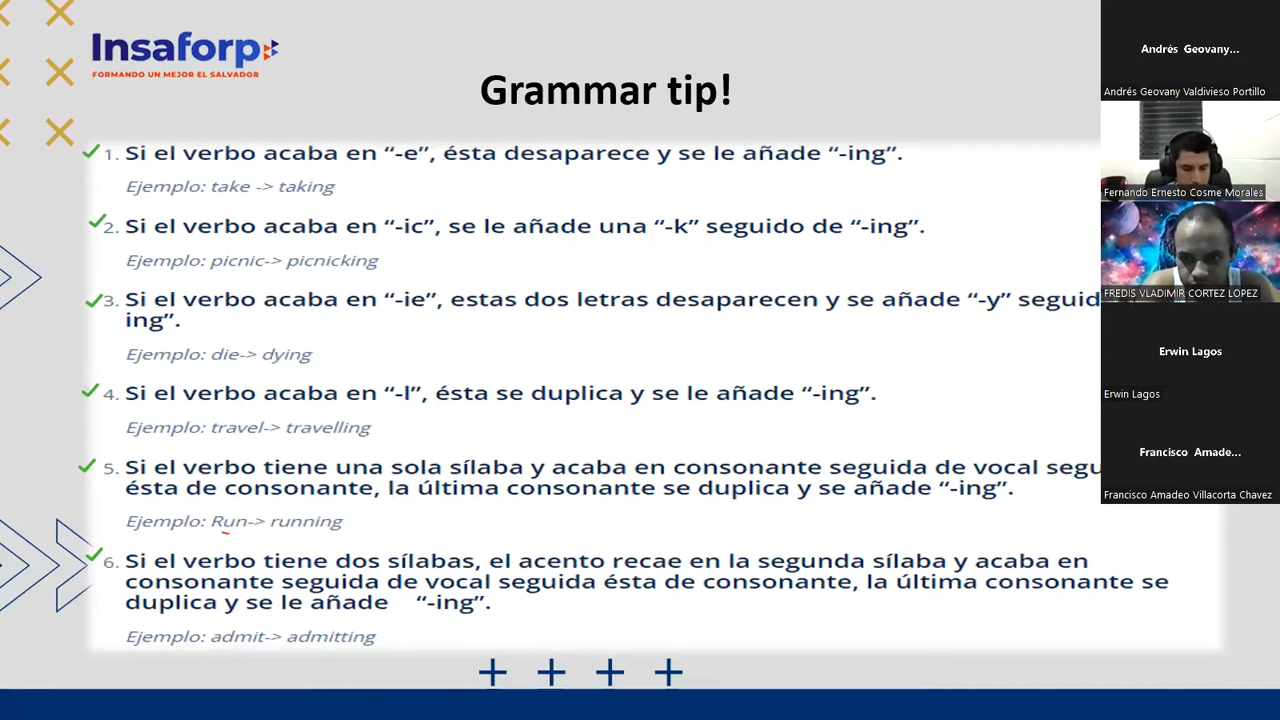 Insaforp
FORMANDO UN MEJOR EL SALVADOR
Grammar tip!
1. Si el verbo acaba en “-e”, ésta desaparece y se le añade “-ing”.
Ejemplo: take -> taking
2. Si el verbo acaba en “-ic”, se le añade una “-k” seguido de “-ing”.
Ejemplo: picnic-> picnicking
3. Si el verbo acaba en “-ie”, estas dos letras desaparecen y se añade “-y” seguid
ing”.
Ejemplo: die-> dying
4. Si el verbo acaba en “-l”, ésta se duplica y se le añade “-ing”.
Ejemplo: travel-> travelling
5. Si el verbo tiene una sola sílaba y acaba en consonante seguida de vocal segu
ésta de consonante, la última consonante se duplica y se añade “-ing”.
Ejemplo: Run-> running
6. Si el verbo tiene dos sílabas, el acento recae en la segunda sílaba y acaba en
consonante seguida de vocal seguida ésta de consonante, la última consonante se
duplica y se le añade “-ing”.
Ejemplo: admit-> admitting
Andrés Geovany...
Andrés Geovany Valdivieso Portillo
Fernando Ernesto Cosme Morales
FREDIS VLADIMIR CORTEZ LOPEZ
Erwin Lagos
Erwin Lagos
Francisco Amade...
Francisco Amadeo Villacorta Chavez